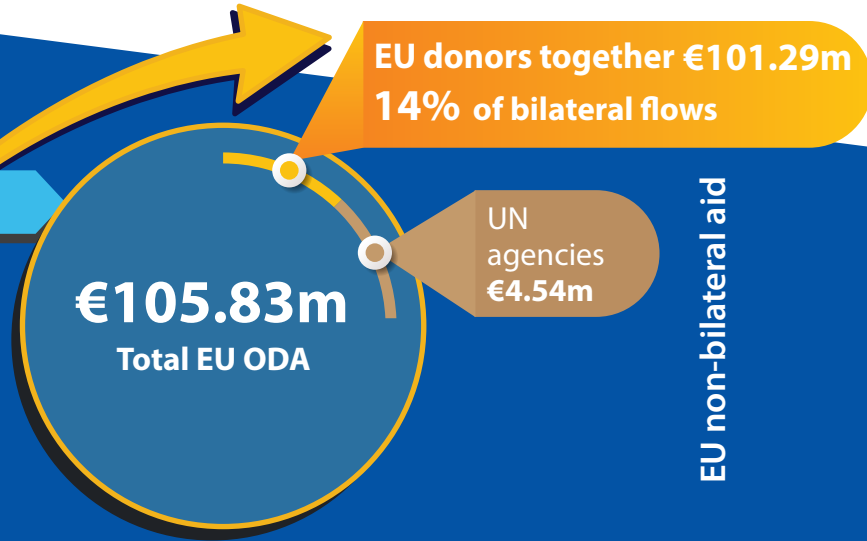 EU donors together €101.29m
14% of bilateral flows
UN
agencies
€4.54m
€105.83m
Total EU ODA
EU non-bilateral aid